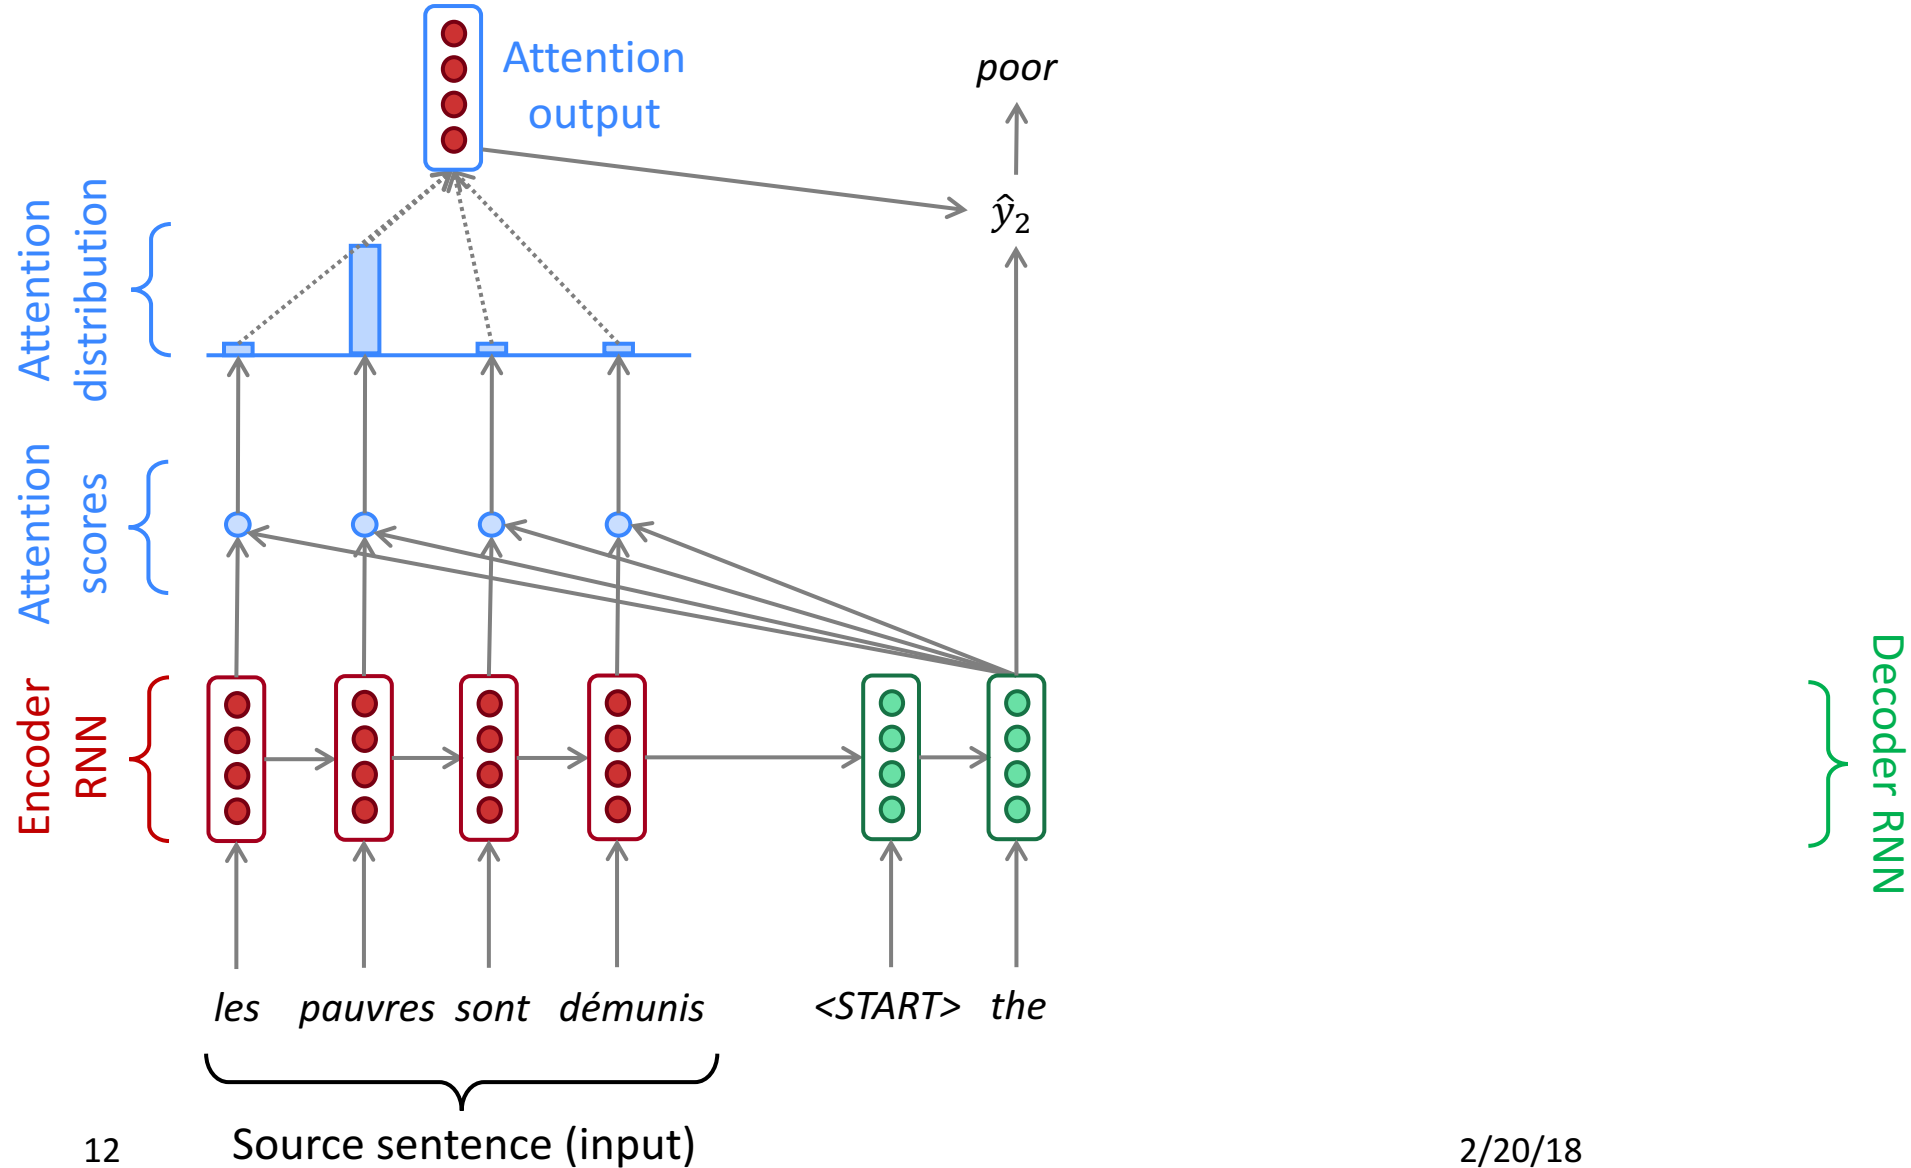 Attention
output
poor
ŷ₂
Attention
distribution
Attention
scores
Encoder
RNN
Decoder RNN
les pauvres sont démunis <START> the
Source sentence (input)
12
2/20/18